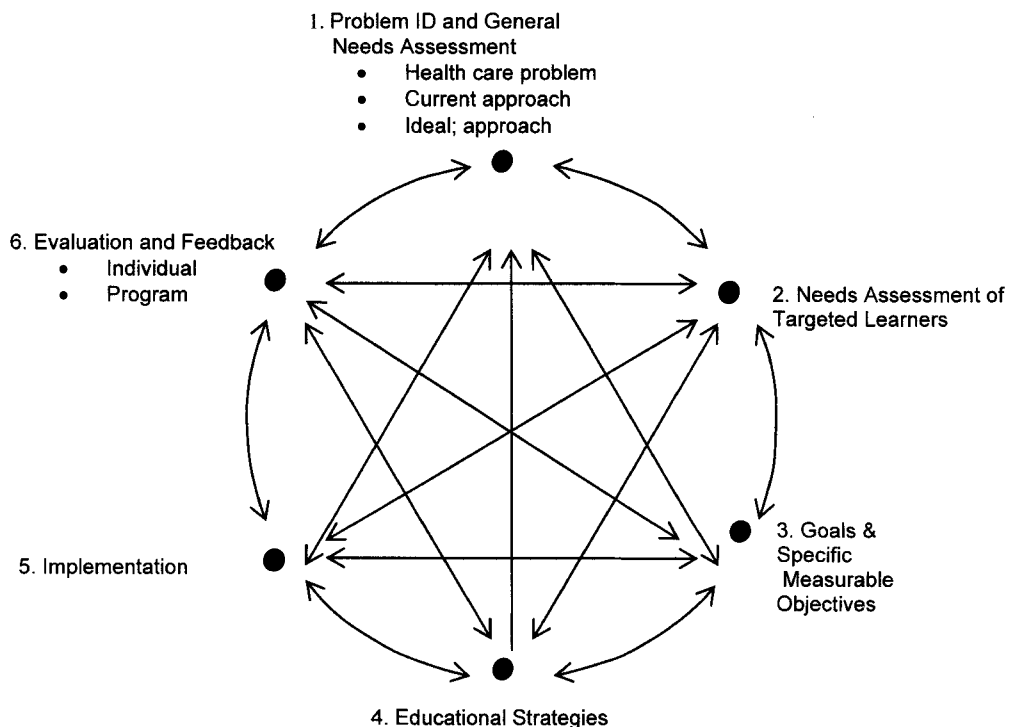 1. Problem ID and General
Needs Assessment
• Health care problem
• Current approach
• Ideal; approach
6. Evaluation and Feedback
• Individual
• Program
2. Needs Assessment of
Targeted Learners
3. Goals &
Specific
Measurable
Objectives
5. Implementation
4. Educational Strategies